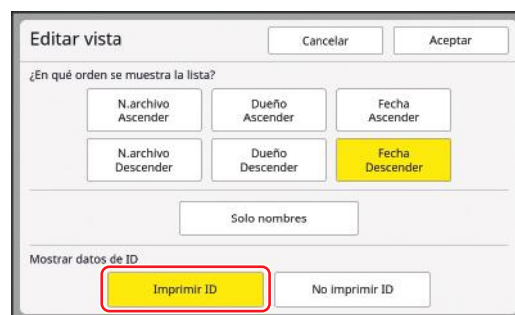 Editar vista
Cancelar
Aceptar
¿En qué orden se muestra la lista?
N.archivo
Ascender
Dueño
Ascender
Fecha
Ascender
N.archivo
Descender
Dueño
Descender
Fecha
Descender
Solo nombres
Mostrar datos de ID
Imprimir ID
No imprimir ID